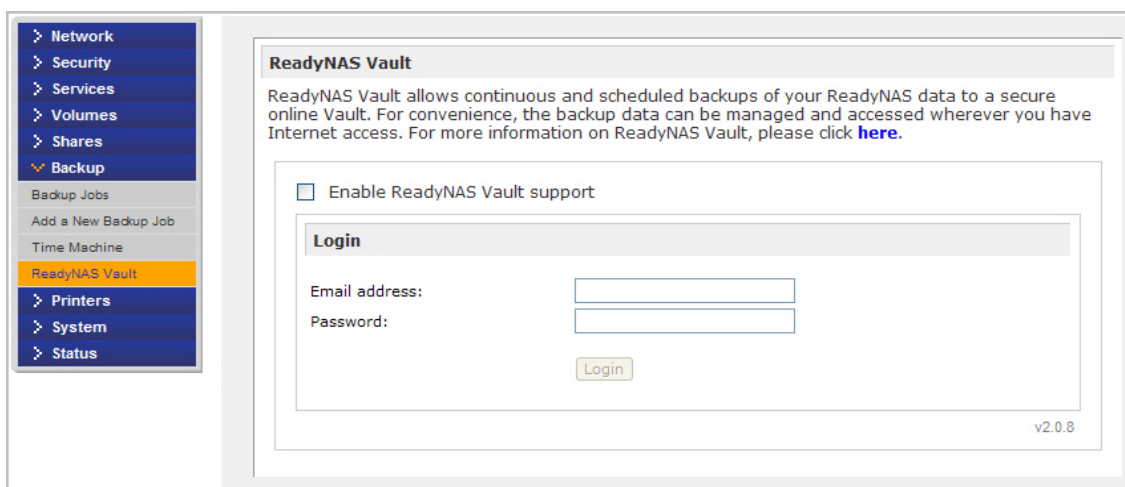 Network
Security
Services
Volumes
Shares
Backup
Backup Jobs
Add a New Backup Job
Time Machine
ReadyNAS Vault
Printers
System
Status
ReadyNAS Vault
ReadyNAS Vault allows continuous and scheduled backups of your ReadyNAS data to a secure
online Vault. For convenience, the backup data can be managed and accessed wherever you have
Internet access. For more information on ReadyNAS Vault, please click here.
Enable ReadyNAS Vault support
Login
Email address:
Password:
Login
v2.0.8